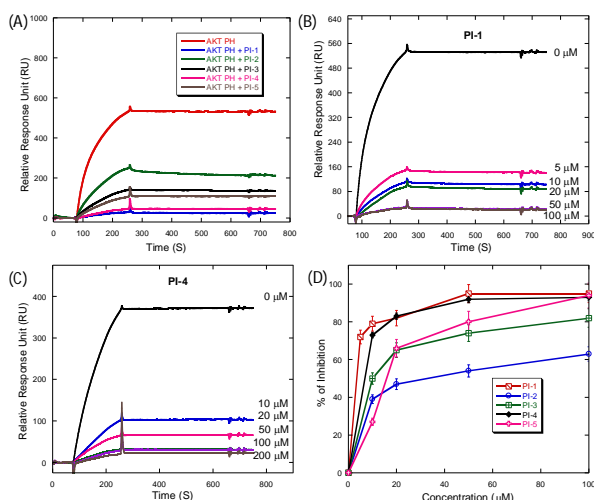 (A)
1000
800
600
400
200
0
Relative Response Unit (RU)
AKT PH
AKT PH + PI-1
AKT PH + PI-2
AKT PH + PI-3
AKT PH + PI-4
AKT PH + PI-5
0 100 200 300 400 500 600 700 800
Time (S)
(B)
PI-1
640
560
480
400
320
240
160
80
0
Relative Response Unit (RU)
0 µM
5 µM
10 µM
20 µM
50 µM
100 µM
100 200 300 400 500 600 700 800 900
Time (S)
(C)
PI-4
400
300
200
100
0
Relative Response Unit (RU)
0 µM
10 µM
20 µM
50 µM
100 µM
200 µM
0 100 200 300 400 500 600 700 800 900
Time (S)
(D)
100
80
60
40
20
0
% of Inhibition
PI-1
PI-2
PI-3
PI-4
PI-5
0 20 40 60 80 100
Concentration (µM)